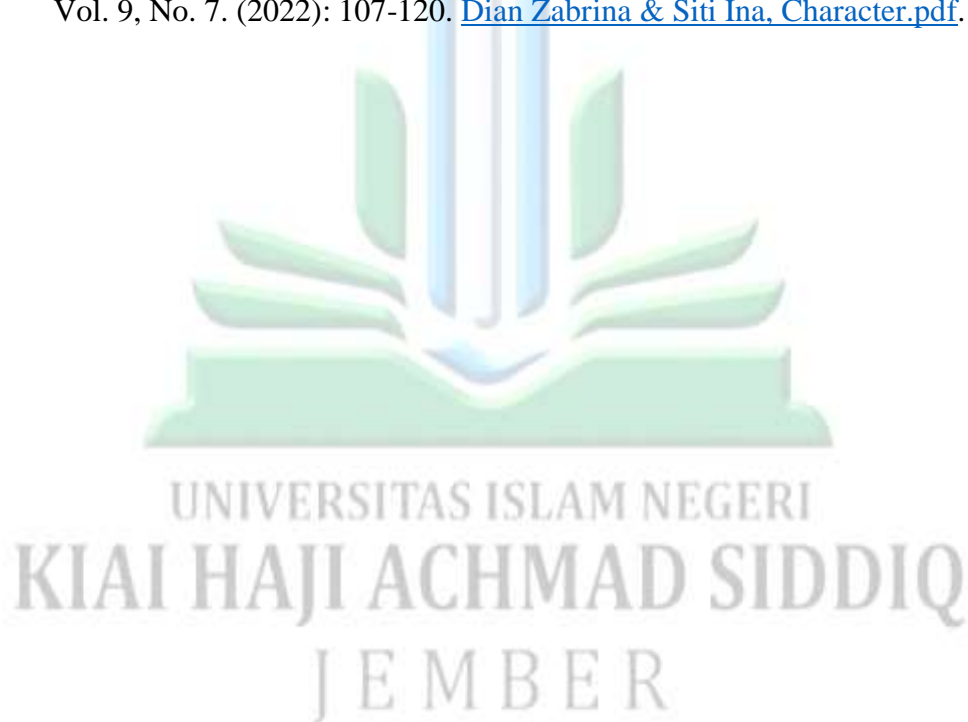 Vol. 9, No. 7. (2022): 107-120. Dian Zabrina & Siti Ina, Character.pdf.
UNIVERSITAS ISLAM NEGERI
KIAI HAJI ACHMAD SIDDIQ
JEMBER